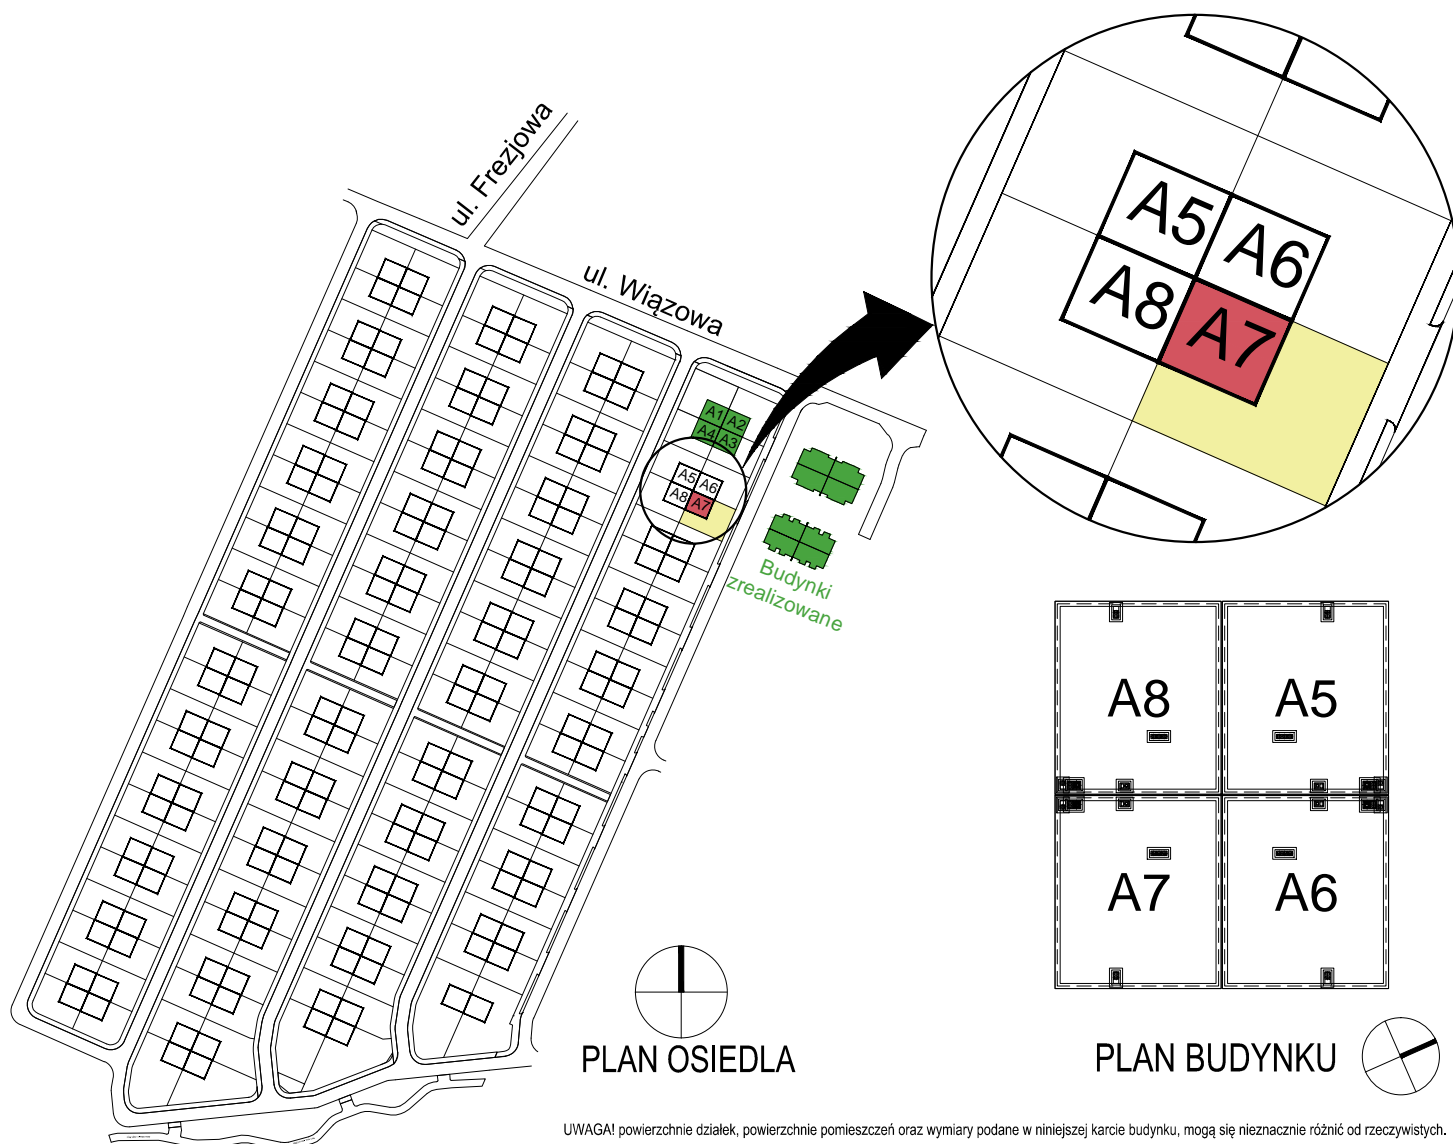 ul. Frezjowa
ul. Wiązowa
A5
A6
A8
A7
A1 A2
A4 A3
A5 A6
A8 A7
Budynki
zrealizowane
A8
A5
A7
A6
PLAN OSIEDLA
PLAN BUDYNKU
UWAGA! powierzchnie działek, powierzchnie pomieszczeń oraz wymiary podane w niniejszej karcie budynku, mogą się nieznacznie różnić od rzeczywistych.